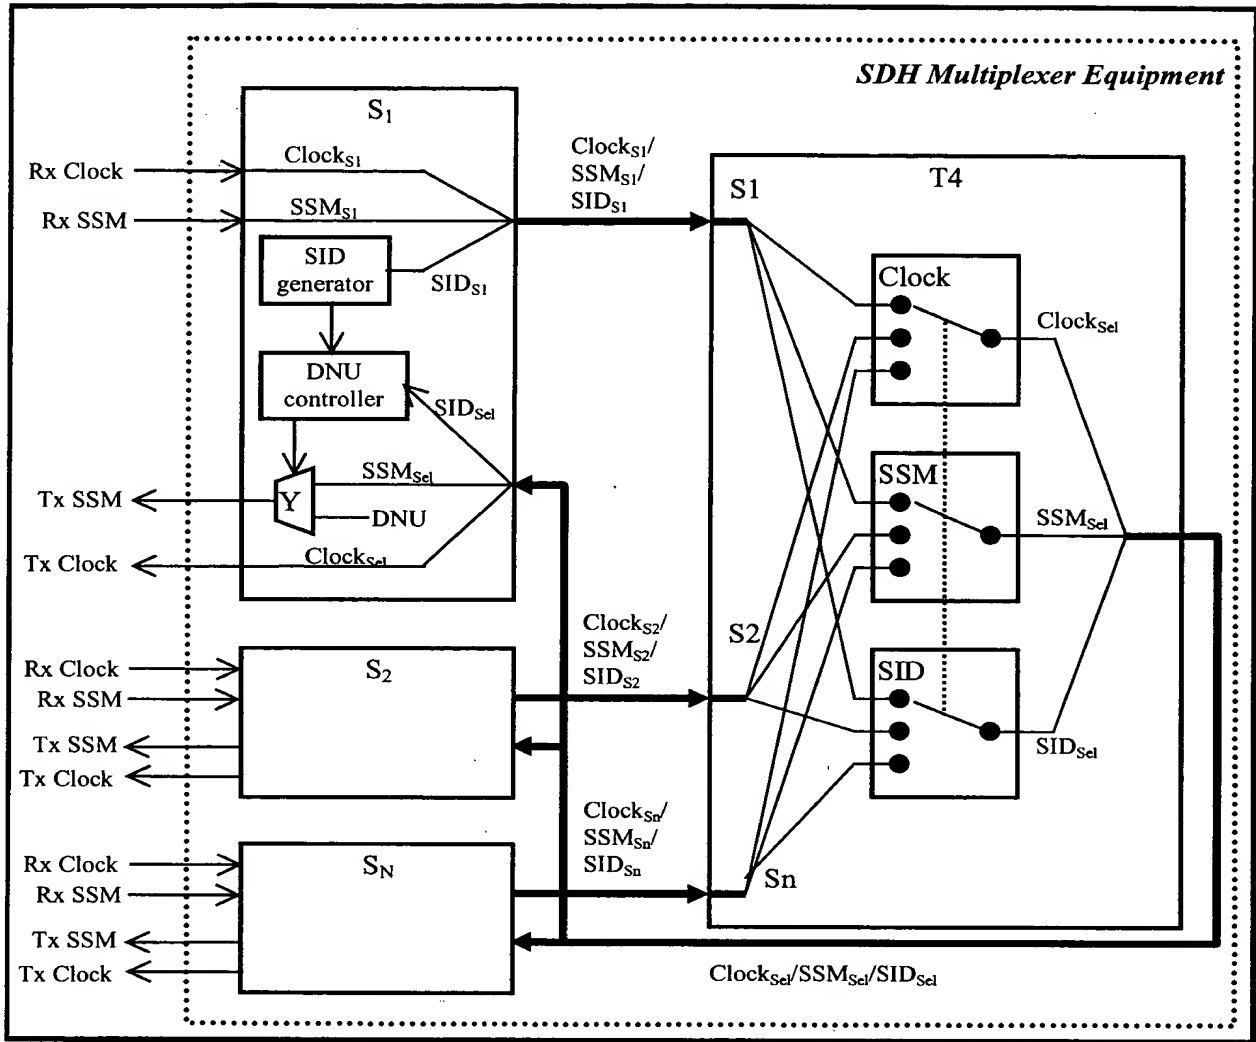 SDH Multiplexer Equipment
S1
Rx Clock
ClockS1
Rx SSM
SSMS1
SID
generator
SIDS1
DNU
controller
SIDSel
SSMSel
Y
Tx SSM
DNU
Tx Clock
ClockSel
ClockS1/
SSMS1/
SIDS1
T4
S1
Clock
ClockSel
SSM
SSMSel
S2
SID
SIDSel
Sn
Rx Clock
Rx SSM
Tx SSM
Tx Clock
S2
ClockS2/
SSMS2/
SIDS2
Rx Clock
Rx SSM
Tx SSM
Tx Clock
SN
ClockSn/
SSMSn/
SIDSn
ClockSel/SSMSel/SIDSel